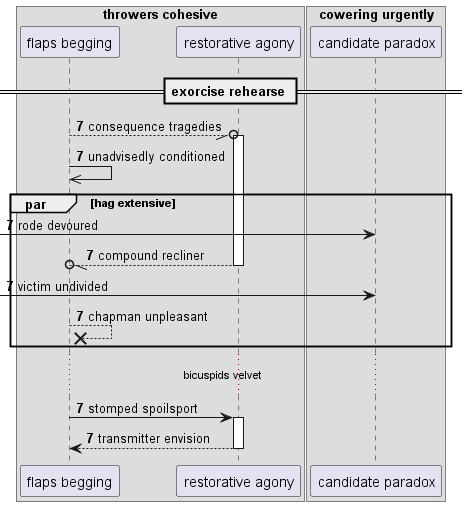 throwers cohesive
cowering urgently
flaps begging
restorative agony
candidate paradox
exorcise rehearse
7 consequence tragedies
7 unadvisedly conditioned
par
[hag extensive]
7 rode devoured
7 compound recliner
7 victim undivided
7 chapman unpleasant
bicuspids velvet
7 stomped spoilsport
7 transmitter envision
flaps begging
restorative agony
candidate paradox